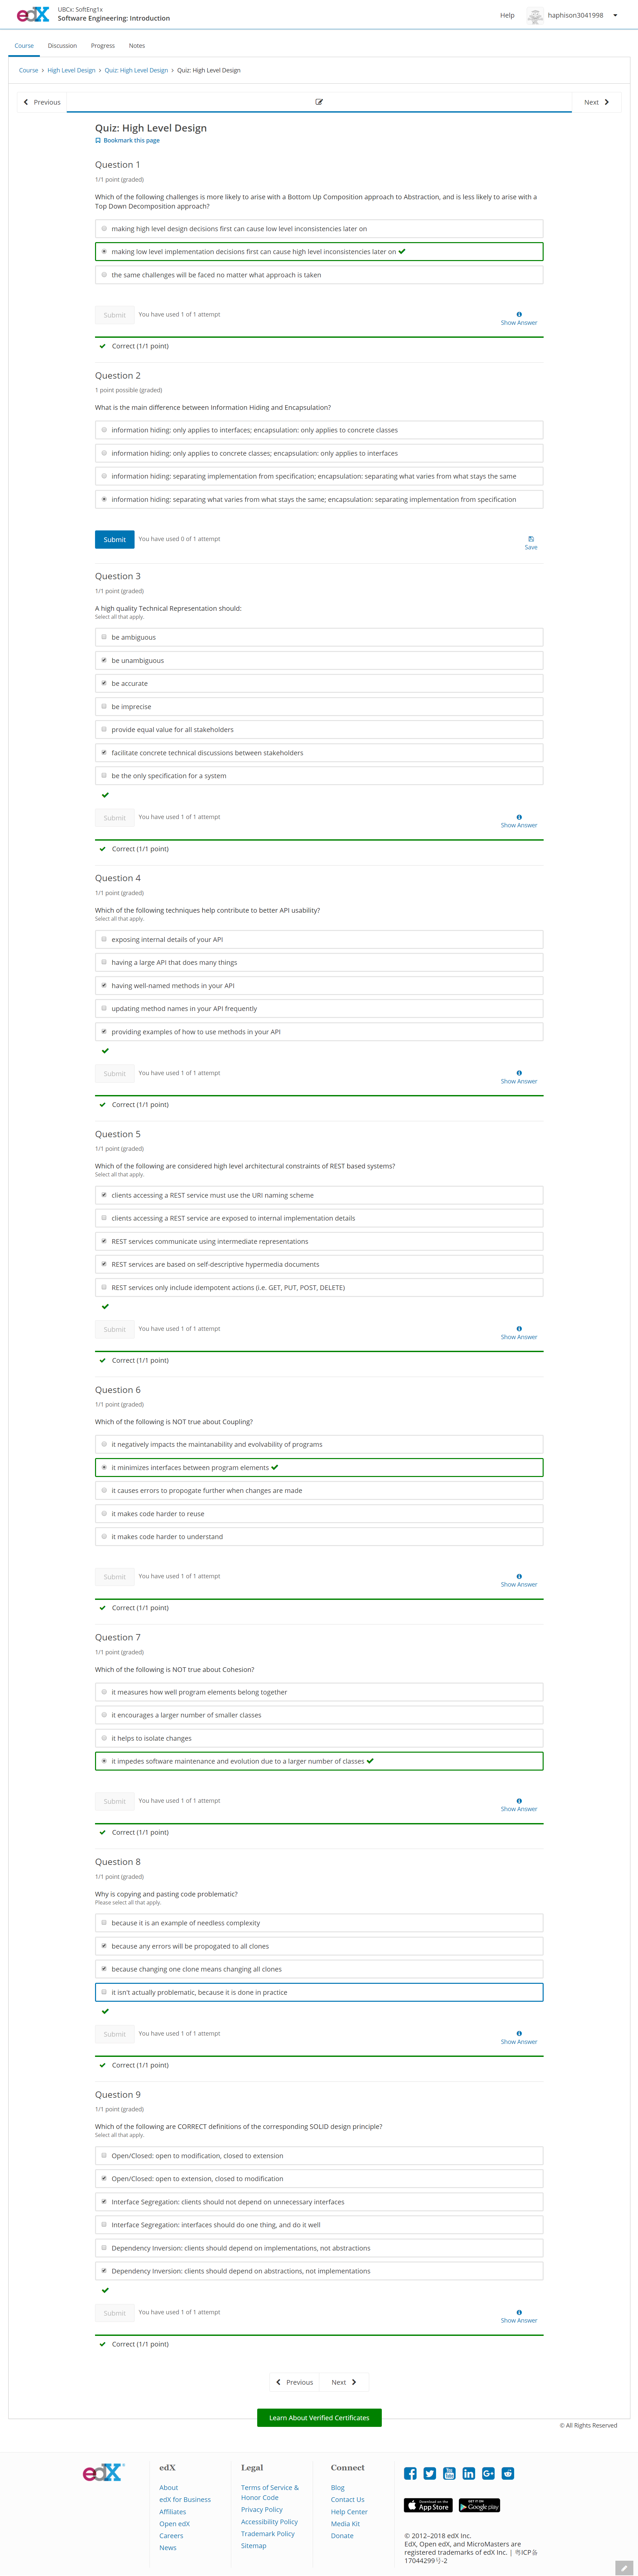 edX
UBCx: SoftEng1x
Software Engineering: Introduction
Help
haphison3041998
Course
Discussion
Progress
Notes
Course > High Level Design > Quiz: High Level Design > Quiz: High Level Design
Previous
Next
Quiz: High Level Design
Bookmark this page
Question 1
1/1 point (graded)
Which of the following challenges is more likely to arise with a Bottom Up Composition approach to Abstraction, and is less likely to arise with a
Top Down Decomposition approach?
making high level design decisions first can cause low level inconsistencies later on
making low level implementation decisions first can cause high level inconsistencies later on
the same challenges will be faced no matter what approach is taken
Submit
You have used 1 of 1 attempt
Show Answer
Correct (1/1 point)
Question 2
1 point possible (graded)
What is the main difference between Information Hiding and Encapsulation?
information hiding: only applies to interfaces; encapsulation: only applies to concrete classes
information hiding: only applies to concrete classes; encapsulation: only applies to interfaces
information hiding: separating implementation from specification; encapsulation: separating what varies from what stays the same
information hiding: separating what varies from what stays the same; encapsulation: separating implementation from specification
Submit
You have used 0 of 1 attempt
Save
Question 3
1/1 point (graded)
A high quality Technical Representation should:
Select all that apply.
be ambiguous
be unambiguous
be accurate
be imprecise
provide equal value for all stakeholders
facilitate concrete technical discussions between stakeholders
be the only specification for a system
Submit
You have used 1 of 1 attempt
Show Answer
Correct (1/1 point)
Question 4
1/1 point (graded)
Which of the following techniques help contribute to better API usability?
Select all that apply.
exposing internal details of your API
having a large API that does many things
having well-named methods in your API
updating method names in your API frequently
providing examples of how to use methods in your API
Submit
You have used 1 of 1 attempt
Show Answer
Correct (1/1 point)
Question 5
1/1 point (graded)
Which of the following are considered high level architectural constraints of REST based systems?
Select all that apply.
clients accessing a REST service must use the URI naming scheme
clients accessing a REST service are exposed to internal implementation details
REST services communicate using intermediate representations
REST services are based on self-descriptive hypermedia documents
REST services only include idempotent actions (i.e. GET, PUT, POST, DELETE)
Submit
You have used 1 of 1 attempt
Show Answer
Correct (1/1 point)
Question 6
1/1 point (graded)
Which of the following is NOT true about Coupling?
it negatively impacts the maintanability and evolvability of programs
it minimizes interfaces between program elements
it causes errors to propogate further when changes are made
it makes code harder to reuse
it makes code harder to understand
Submit
You have used 1 of 1 attempt
Show Answer
Correct (1/1 point)
Question 7
1/1 point (graded)
Which of the following is NOT true about Cohesion?
it measures how well program elements belong together
it encourages a larger number of smaller classes
it helps to isolate changes
it impedes software maintenance and evolution due to a larger number of classes
Submit
You have used 1 of 1 attempt
Show Answer
Correct (1/1 point)
Question 8
1/1 point (graded)
Why is copying and pasting code problematic?
Please select all that apply.
because it is an example of needless complexity
because any errors will be propogated to all clones
because changing one clone means changing all clones
it isn't actually problematic, because it is done in practice
Submit
You have used 1 of 1 attempt
Show Answer
Correct (1/1 point)
Question 9
1/1 point (graded)
Which of the following are CORRECT definitions of the corresponding SOLID design principle?
Select all that apply.
Open/Closed: open to modification, closed to extension
Open/Closed: open to extension, closed to modification
Interface Segregation: clients should not depend on unnecessary interfaces
Interface Segregation: interfaces should do one thing, and do it well
Dependency Inversion: clients should depend on implementations, not abstractions
Dependency Inversion: clients should depend on abstractions, not implementations
Submit
You have used 1 of 1 attempt
Show Answer
Correct (1/1 point)
Previous
Next
Learn About Verified Certificates
© All Rights Reserved
edX
edX
About
edX for Business
Affiliates
Open edX
Careers
News
Legal
Terms of Service &
Honor Code
Privacy Policy
Accessibility Policy
Trademark Policy
Sitemap
Connect
Blog
Contact Us
Help Center
Media Kit
Donate
Download on the
App Store
GET IT ON
Google play
© 2012–2018 edX Inc.
EdX, Open edX, and MicroMasters are
registered trademarks of edX Inc. | 粤ICP备
17044299号-2